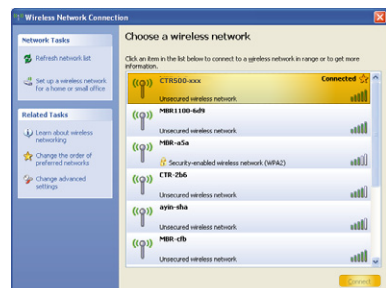 Wireless Network Connection
Network Tasks
Refresh network list
Set up a wireless network
for a home or small office
Related Tasks
Learn about wireless
networking
Change the order of
preferred networks
Change advanced
settings
Choose a wireless network
Click an item in the list below to connect to a wireless network in range or to get more
information.
CTR500-xxx
Connected
Unsecured wireless network
MBR1100-6d9
Unsecured wireless network
MBR-a5a
Security-enabled wireless network (WPA2)
CTR-2b6
Unsecured wireless network
ayin-sha
Unsecured wireless network
MBR-cfb
Unsecured wireless network
Connect